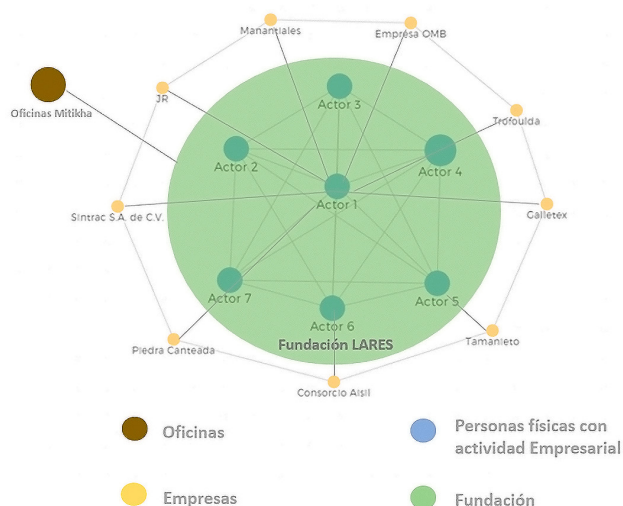 Manantiales
Empresa OMB
JR
Oficinas Mitikha
Actor 3
Trofoulda
Actor 2
Actor 4
Actor 1
Sintrac S.A. de C.V.
Galletex
Actor 7
Actor 5
Actor 6
Fundación LARES
Piedra Canteada
Tamanieto
Consorcio Aisil
Oficinas
Personas físicas con
actividad Empresarial
Empresas
Fundación